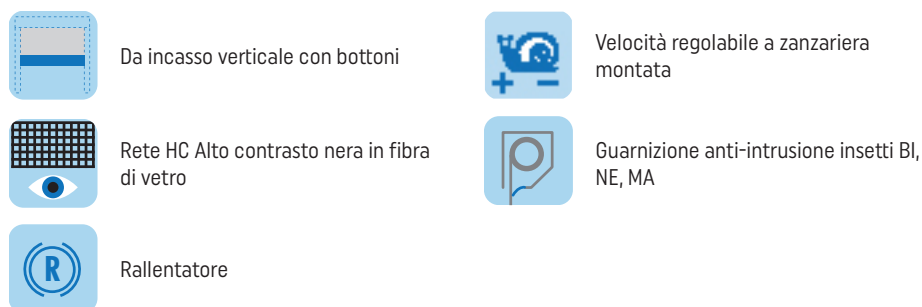 Da incasso verticale con bottoni
Rete HC Alto contrasto nera in fibra
di vetro
R
Rallentatore
Velocità regolabile a zanzariera
montata
Guarnizione anti-intrusione insetti BI,
NE, MA